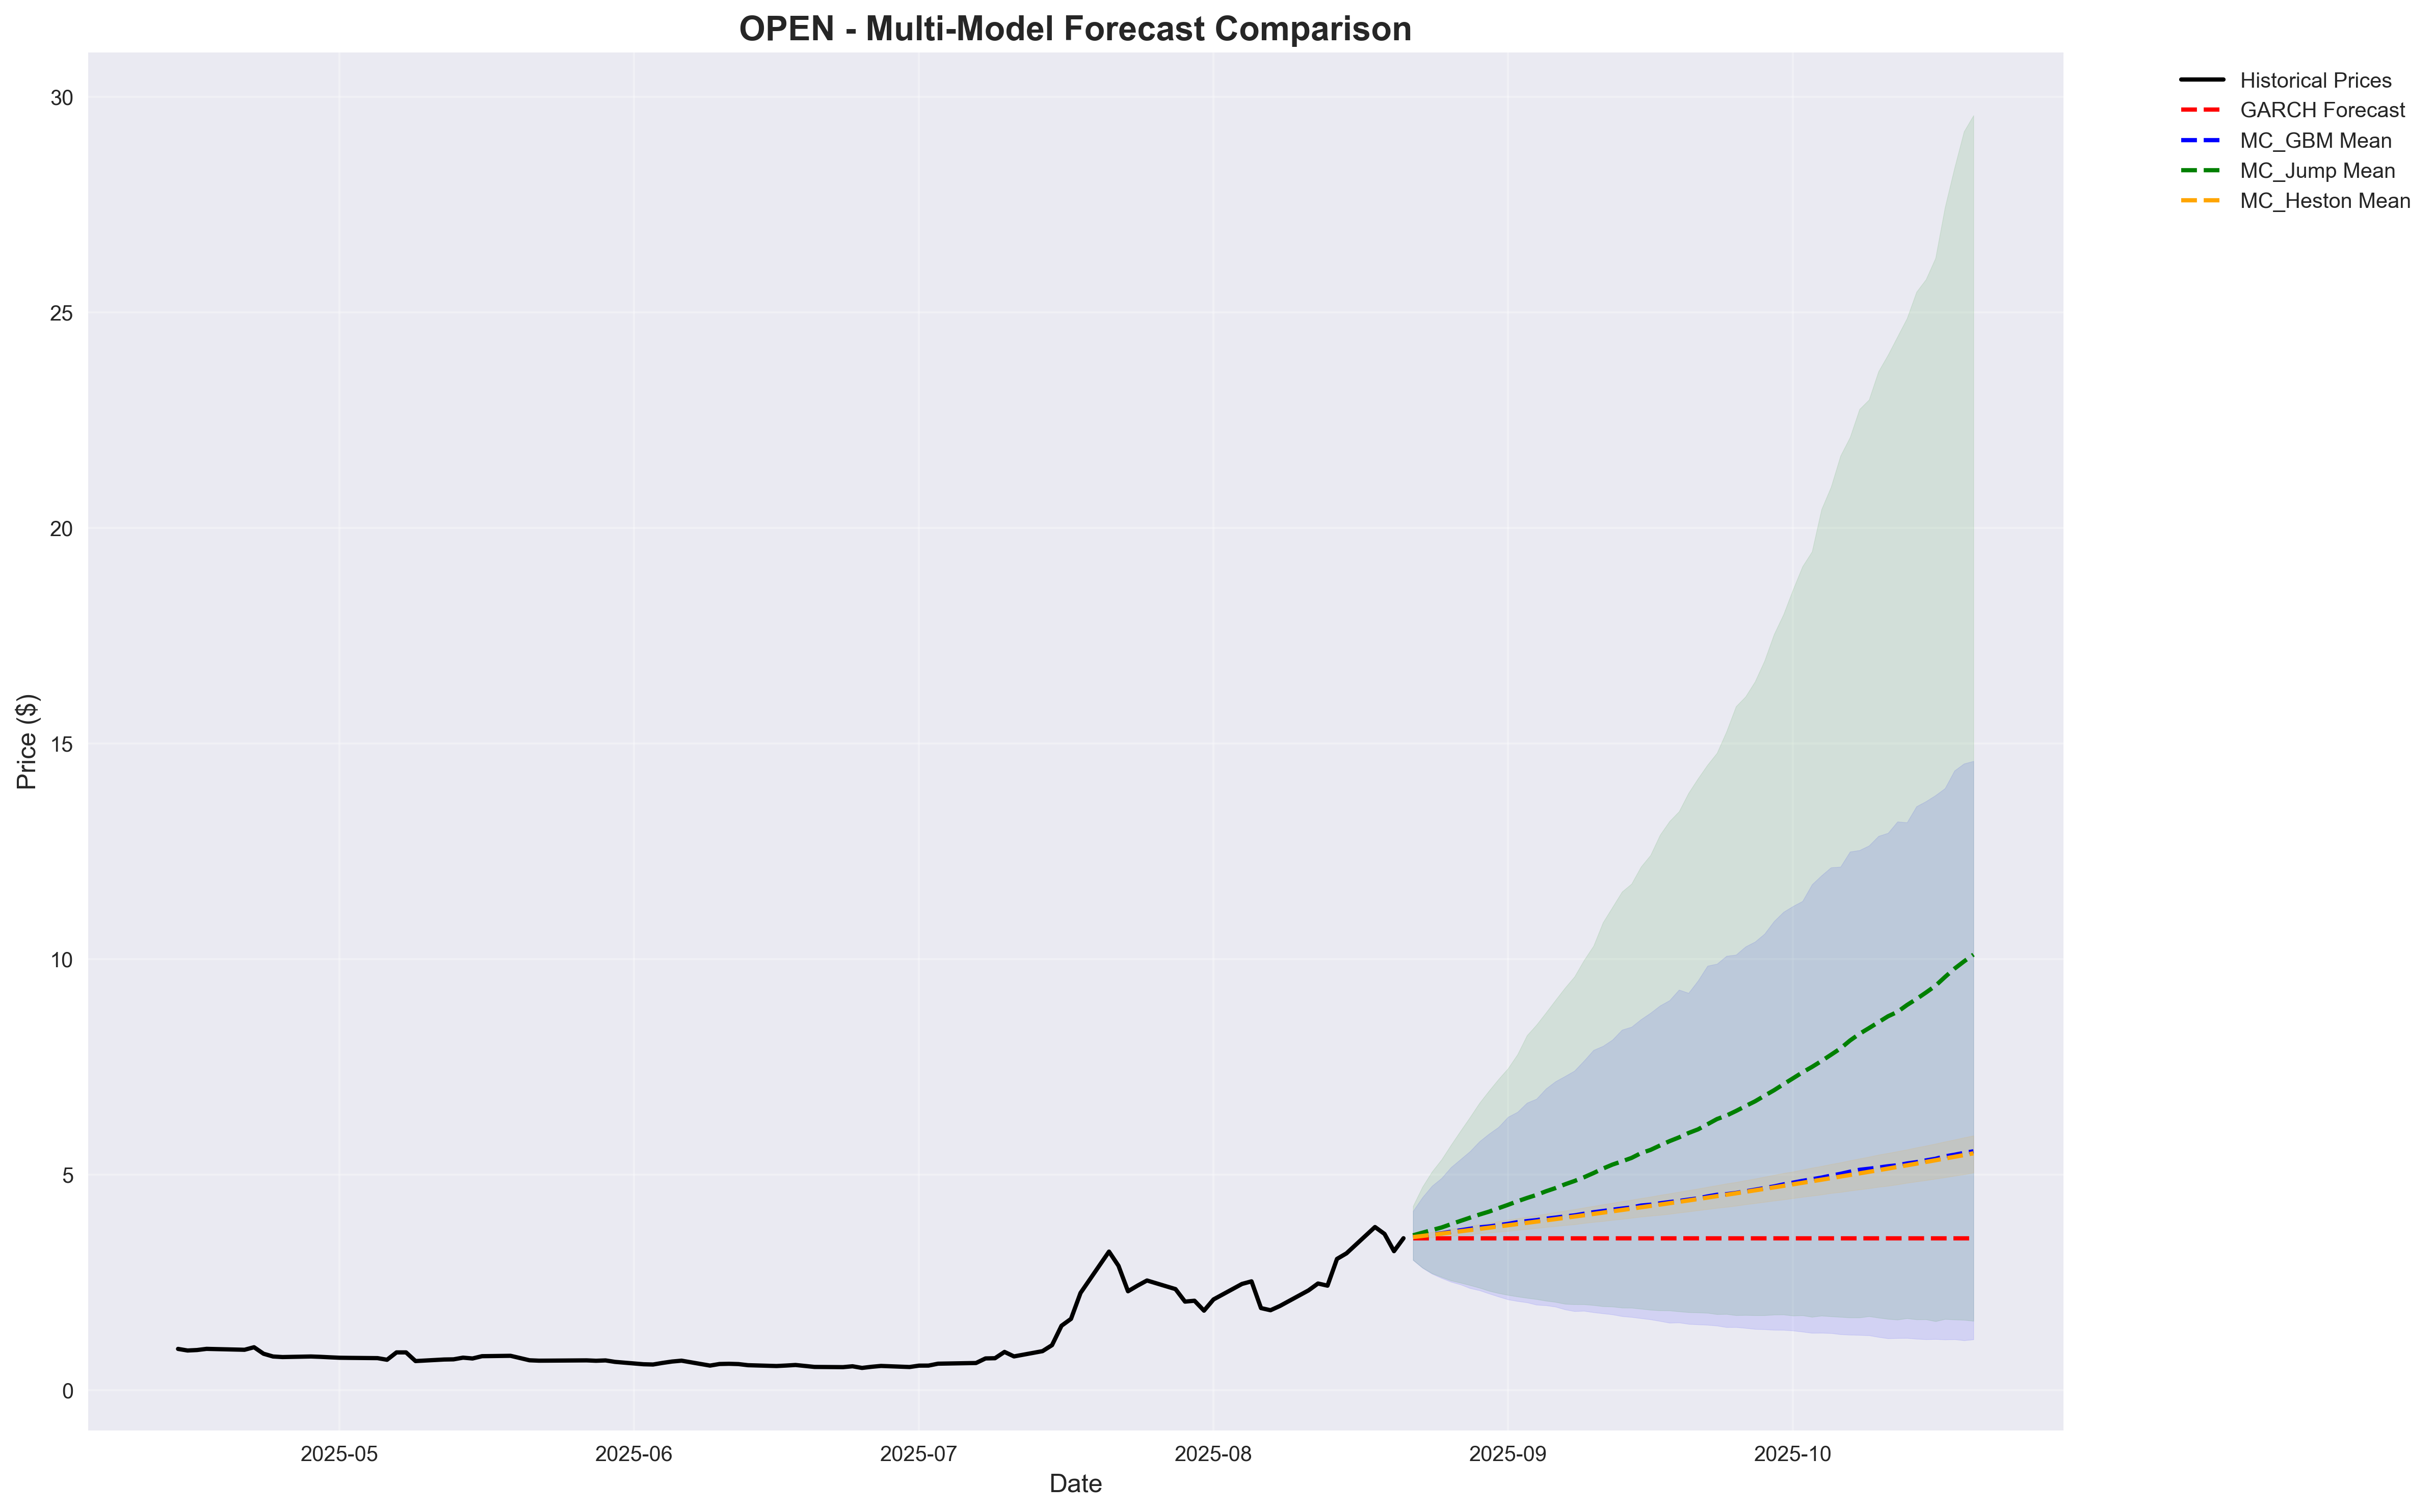 OPEN - Multi-Model Forecast Comparison
Historical Prices
GARCH Forecast
MC_GBM Mean
MC_Jump Mean
MC_Heston Mean
Price ($)
30
25
20
15
10
5
0
2025-05
2025-06
2025-07
2025-08
2025-09
2025-10
Date